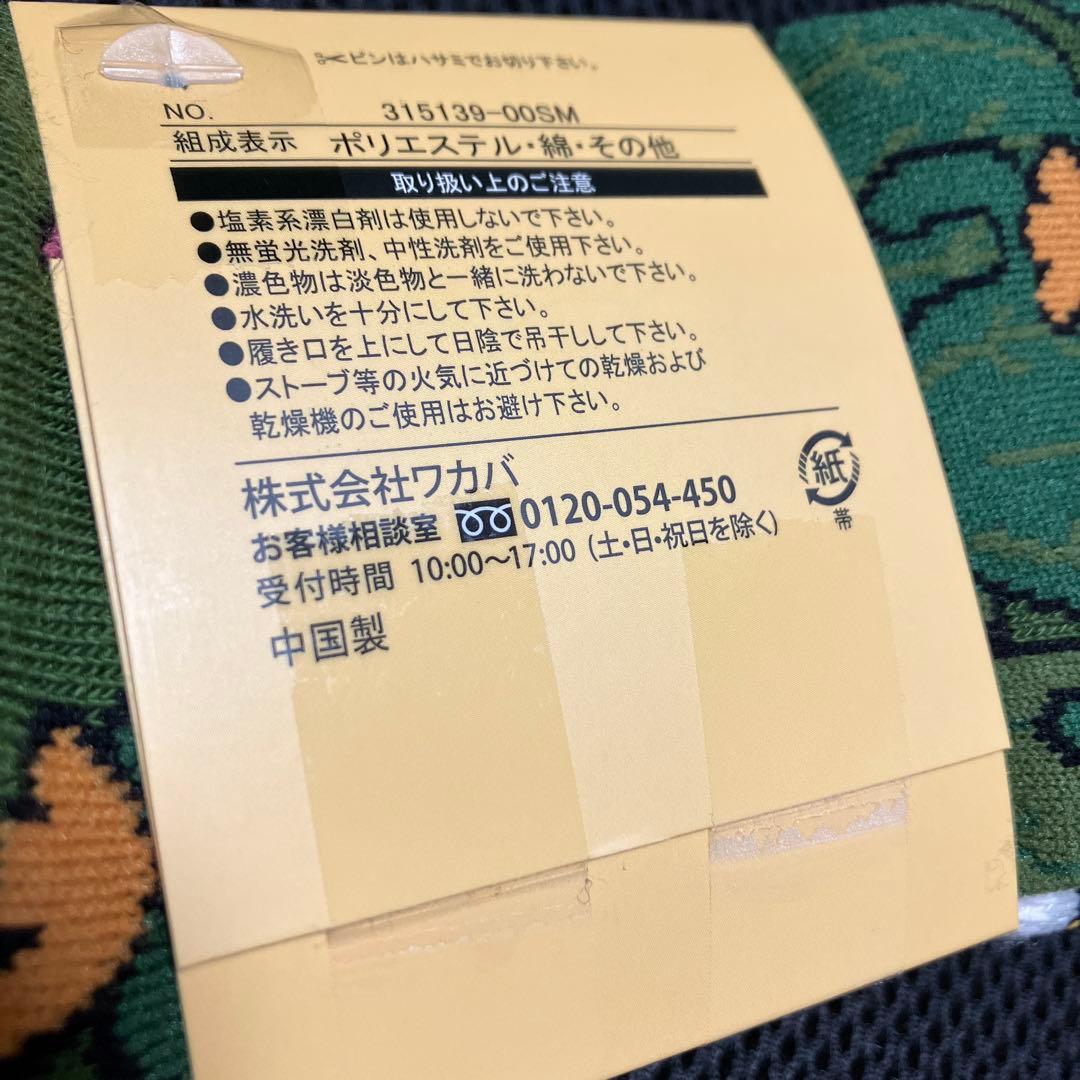 ピンはハサミでお切り下さい。
NO. 315139-00SM
組成表示 ポリエステル・綿・その他
取り扱い上のご注意
●塩素系漂白剤は使用しないで下さい。
●無蛍光洗剤、中性洗剤をご使用下さい。
●濃色物は淡色物と一緒に洗わないで下さい。
●水洗いを十分にして下さい。
●履き口を上にして日陰で吊干しして下さい。
●ストーブ等の火気に近づけての乾燥および
乾燥機のご使用はお避け下さい。
株式会社ワカバ
お客様相談室 0120-054-450
受付時間 10:00〜17:00 (土・日・祝日を除く)
中国製
紙
帯